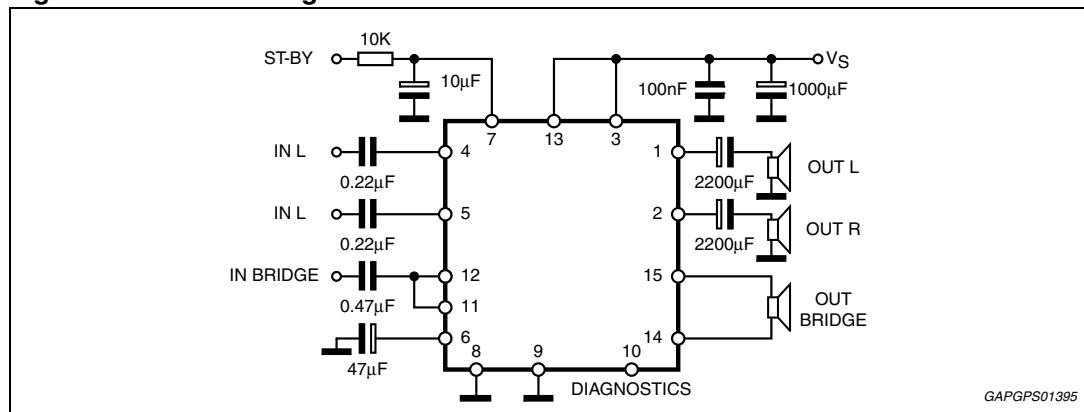 10K
ST-BY
10µF
100nF
1000µF
VS
7
13
3
IN L
4
0.22µF
1
2200µF
OUT L
IN L
5
0.22µF
2
2200µF
OUT R
IN BRIDGE
12
0.47µF
11
15
OUT
BRIDGE
14
6
47µF
8
9
10
DIAGNOSTICS
GAPGPS01395